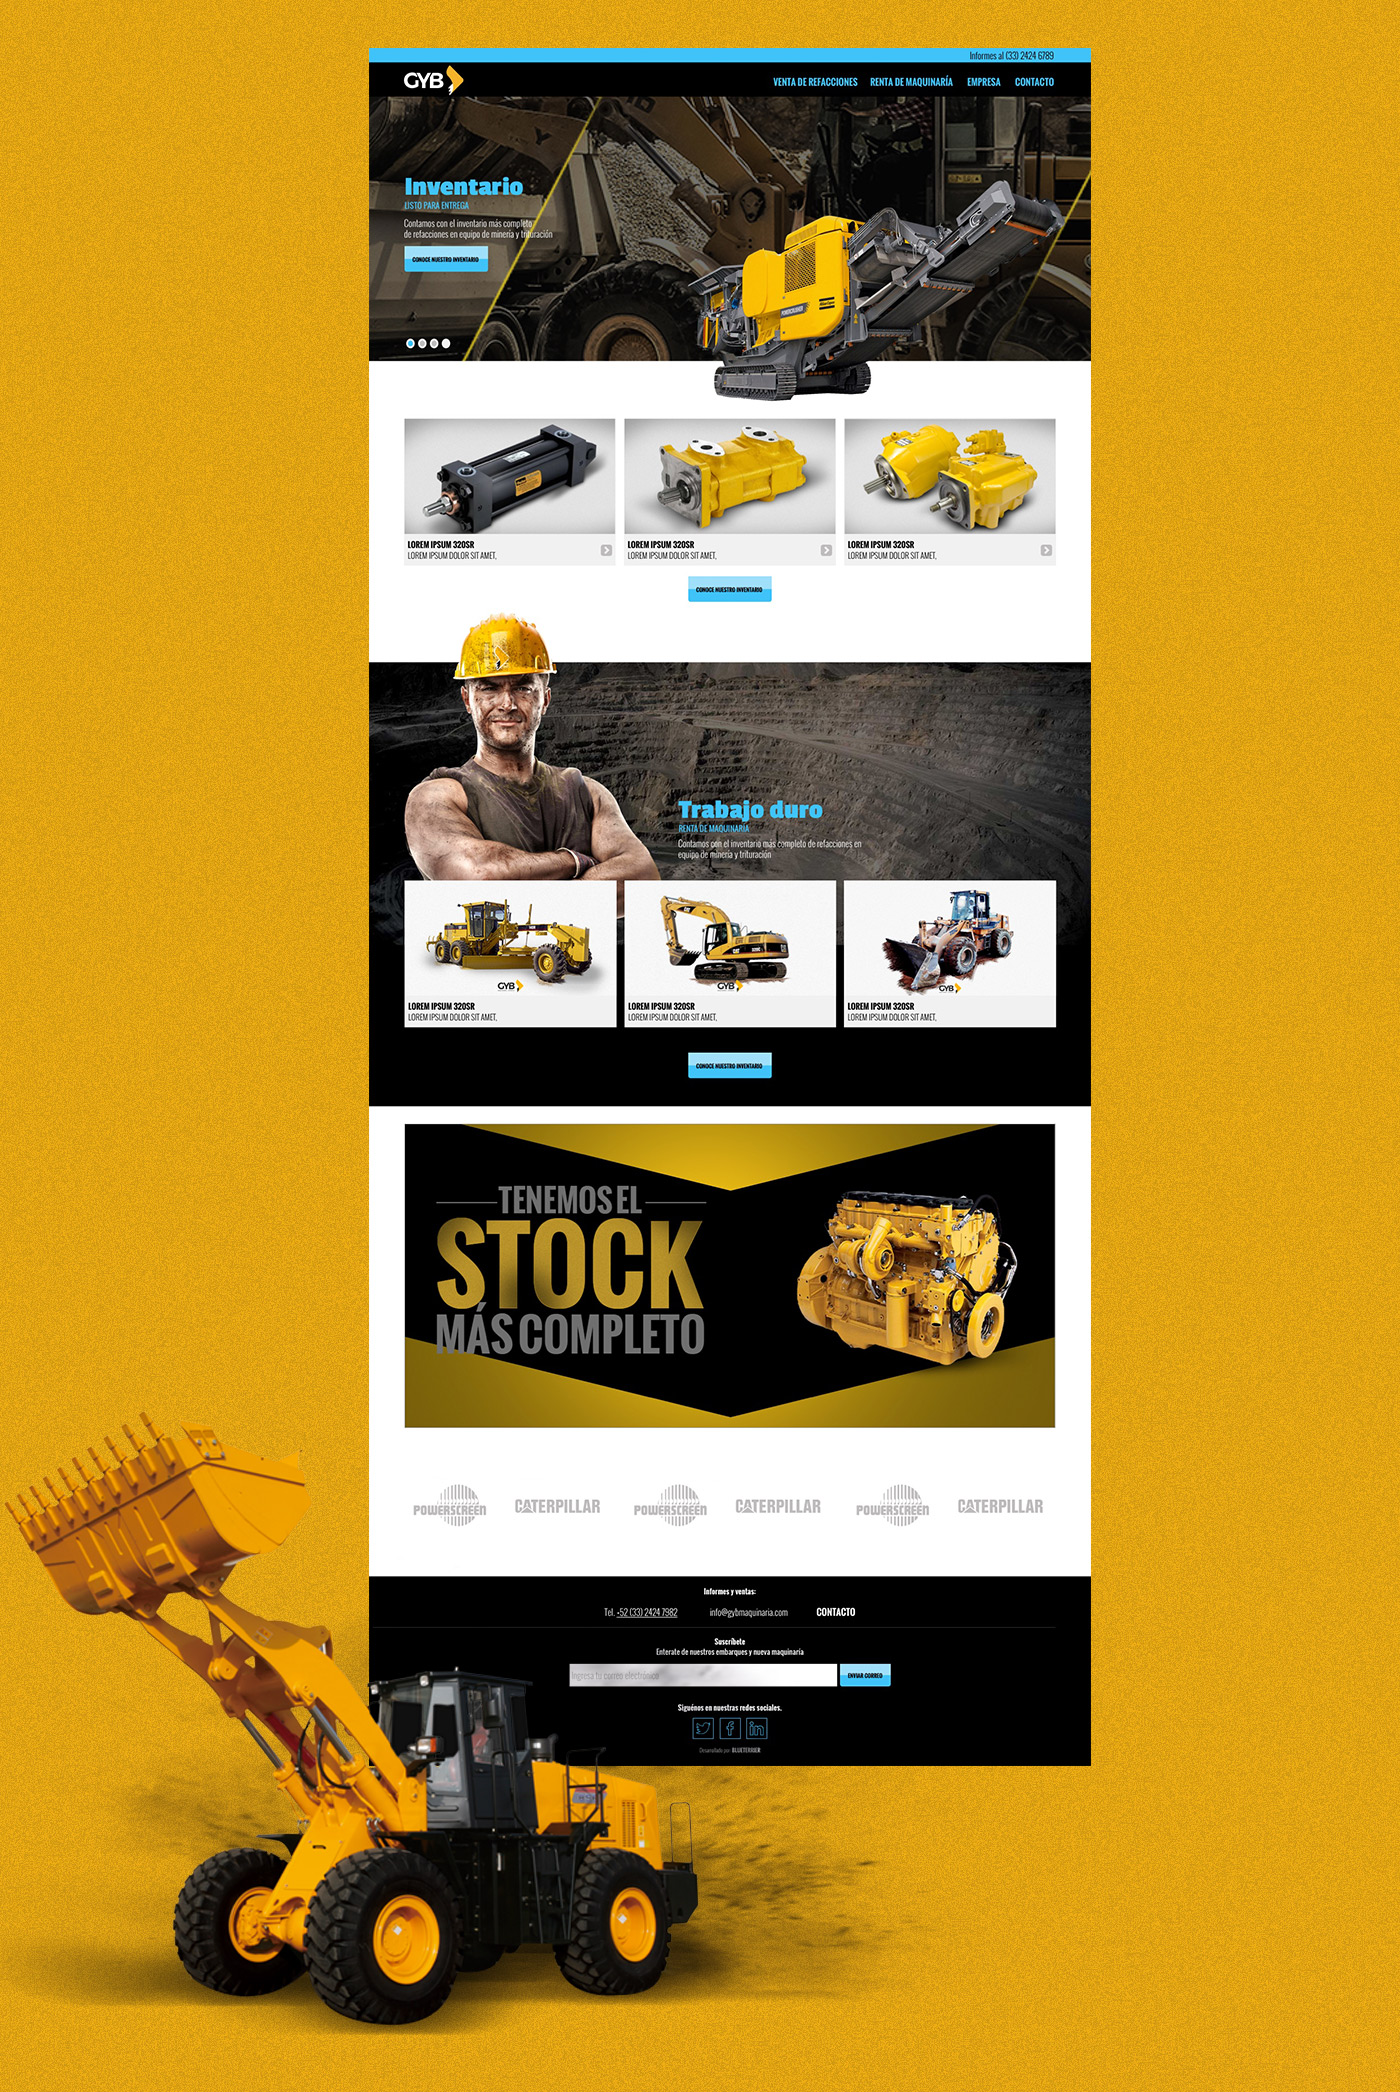 Informes al (33) 2424 6789
GYB
VENTA DE REFACCIONES RENTA DE MAQUINARÍA EMPRESA CONTACTO
Inventario
LISTO PARA ENTREGA
Contamos con el inventario más completo
de refacciones en equipo de minería y trituración
CONOCE NUESTRO INVENTARIO
POWERCRUSHER
LOREM IPSUM 320SR
LOREM IPSUM DOLOR SIT AMET,
LOREM IPSUM 320SR
LOREM IPSUM DOLOR SIT AMET,
LOREM IPSUM 320SR
LOREM IPSUM DOLOR SIT AMET,
CONOCE NUESTRO INVENTARIO
Trabajo duro
RENTA DE MAQUINARÍA
Contamos con el inventario más completo de refacciones en
equipo de minería y trituración
GYB
LOREM IPSUM 320SR
LOREM IPSUM DOLOR SIT AMET,
GYB
LOREM IPSUM 320SR
LOREM IPSUM DOLOR SIT AMET,
GYB
LOREM IPSUM 320SR
LOREM IPSUM DOLOR SIT AMET,
CONOCE NUESTRO INVENTARIO
TENEMOS EL
STOCK
MÁS COMPLETO
POWERSCREEN CATERPILLAR POWERSCREEN CATERPILLAR POWERSCREEN CATERPILLAR
Informes y ventas:
Tel. +52 (33) 2424 7982 info@gybmaquinaria.com CONTACTO
Suscríbete
Enterate de nuestros embarques y nueva maquinaría
Ingresa tu correo electrónico
ENVIAR CORREO
Siguénos en nuestras redes sociales.
Desarrollado por BLUETERRIER